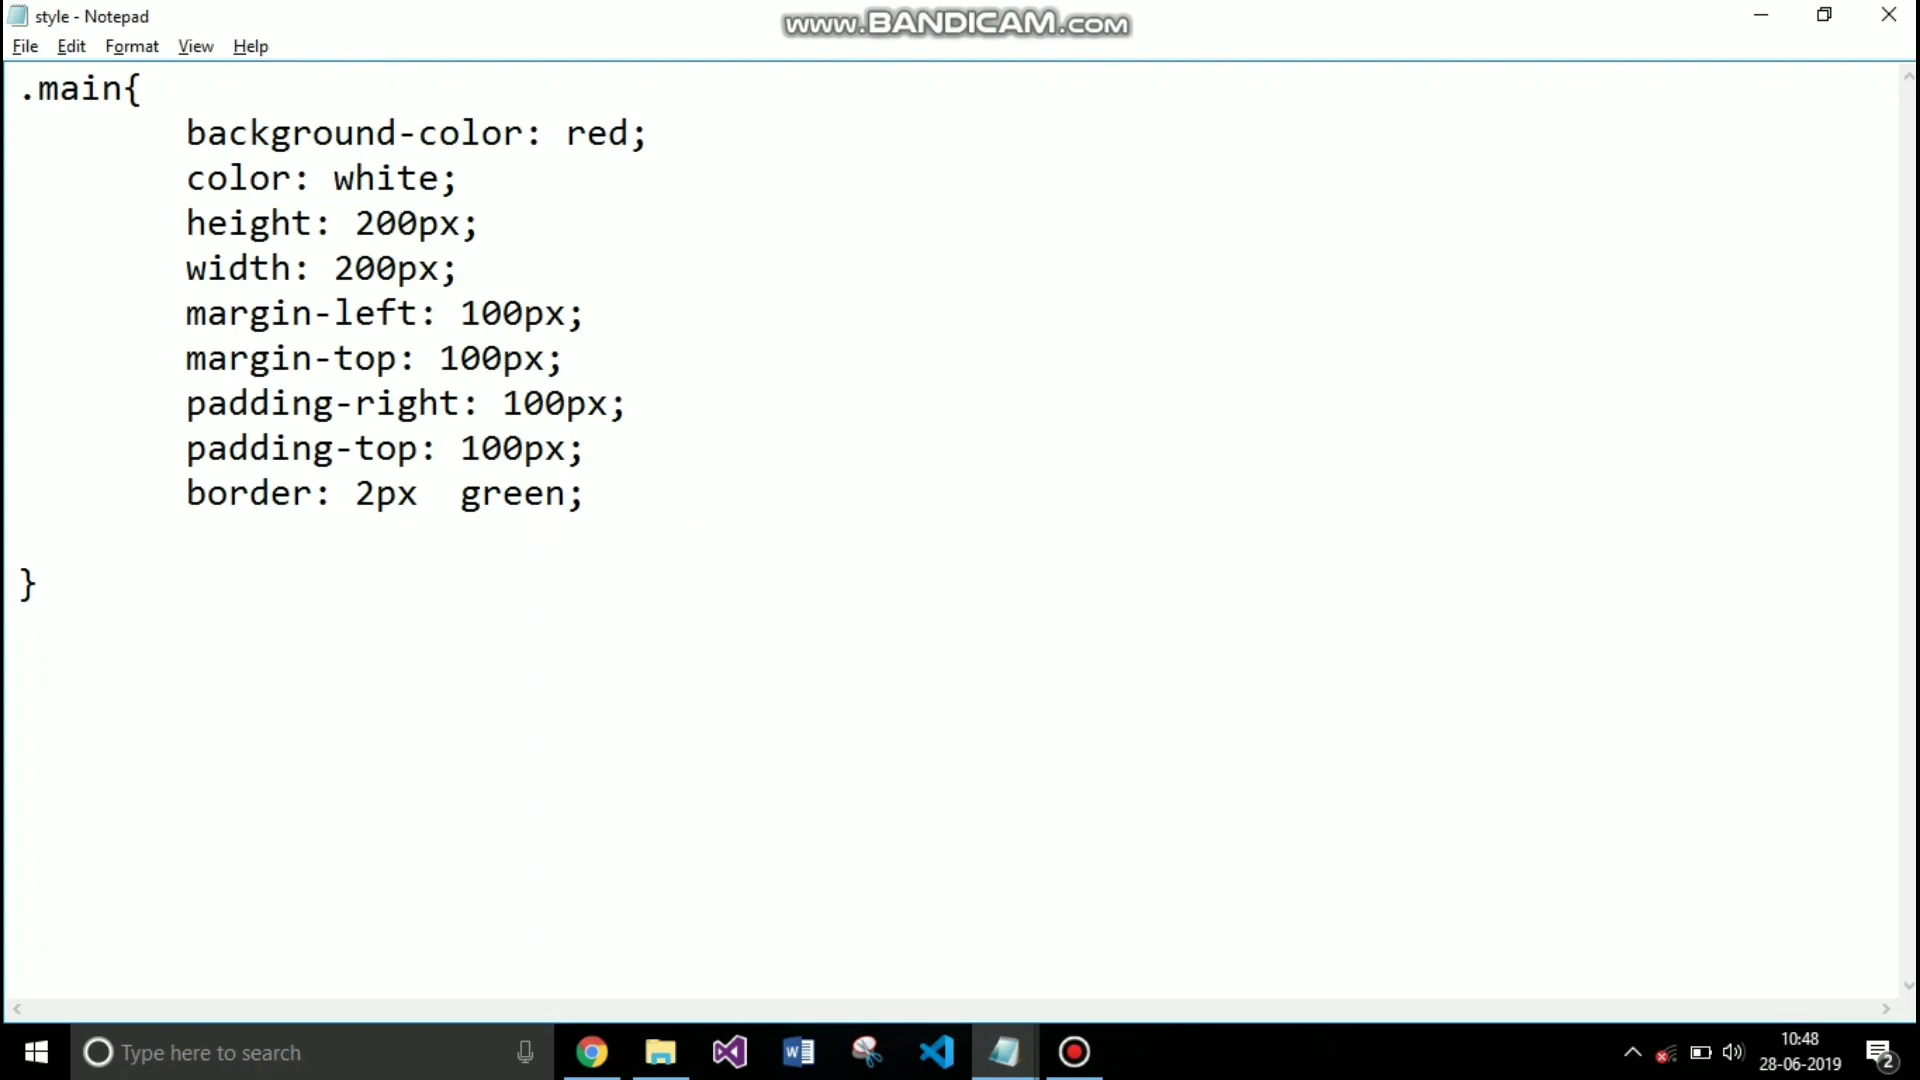 style - Notepad
www.BANDICAM.com
File Edit Format View Help
.main{
background-color: red;
color: white;
height: 200px;
width: 200px;
margin-left: 100px;
margin-top: 100px;
padding-right: 100px;
padding-top: 100px;
border: 2px  green;
}
Type here to search
10:48
28-06-2019
2